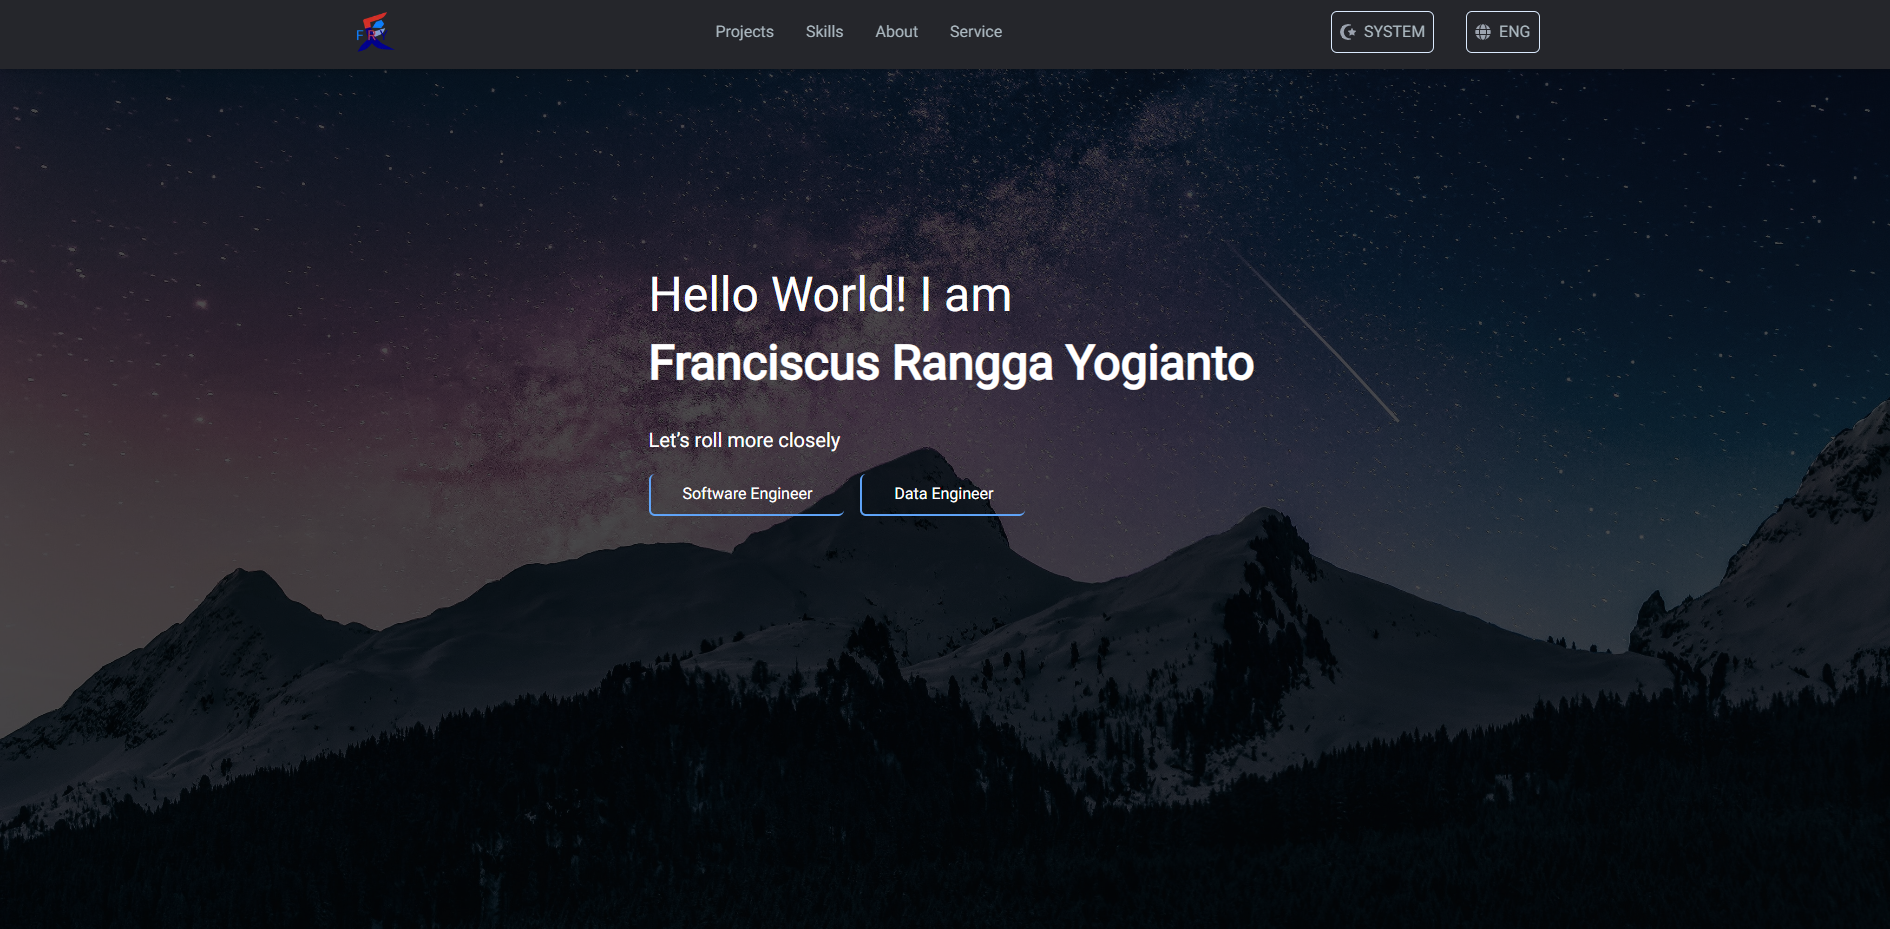 FRY
Projects
Skills
About
Service
SYSTEM
ENG
Hello World! I am
Franciscus Rangga Yogianto
Let's roll more closely
Software Engineer
Data Engineer